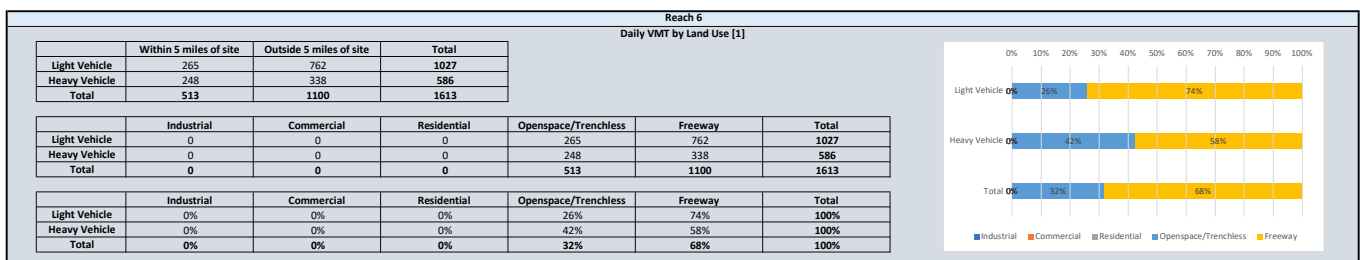 Reach 6
Daily VMT by Land Use [1]
Within 5 miles of site Outside 5 miles of site Total
Light Vehicle 265 762 1027
Heavy Vehicle 248 338 586
Total 513 1100 1613
Industrial Commercial Residential Openspace/Trenchless Freeway Total
Light Vehicle 0 0 0 265 762 1027
Heavy Vehicle 0 0 0 248 338 586
Total 0 0 0 513 1100 1613
Industrial Commercial Residential Openspace/Trenchless Freeway Total
Light Vehicle 0% 0% 0% 26% 74% 100%
Heavy Vehicle 0% 0% 0% 42% 58% 100%
Total 0% 0% 0% 32% 68% 100%
0% 10% 20% 30% 40% 50% 60% 70% 80% 90% 100%
Light Vehicle 0% 26% 74%
Heavy Vehicle 0% 42% 58%
Total 0% 32% 68%
Industrial Commercial Residential Openspace/Trenchless Freeway